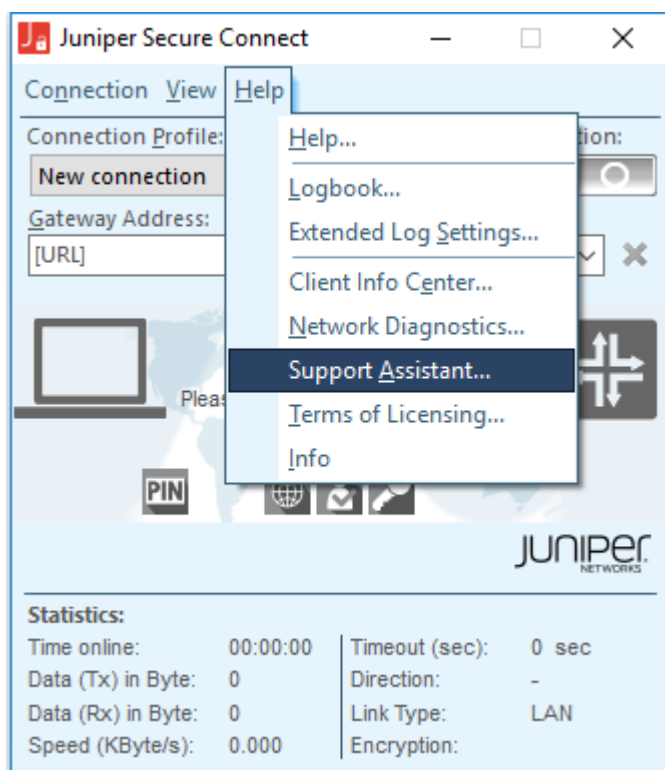 Juniper Secure Connect
Connection View Help
Connection Profile:
New connection
Gateway Address:
[URL]
Help...
Logbook...
Extended Log Settings...
Client Info Center...
Network Diagnostics...
Support Assistant...
Terms of Licensing...
Info
PIN
JUNIPER
NETWORKS
Statistics:
Time online: 00:00:00 Timeout (sec): 0 sec
Data (Tx) in Byte: 0 Direction: -
Data (Rx) in Byte: 0 Link Type: LAN
Speed (KByte/s): 0.000 Encryption: